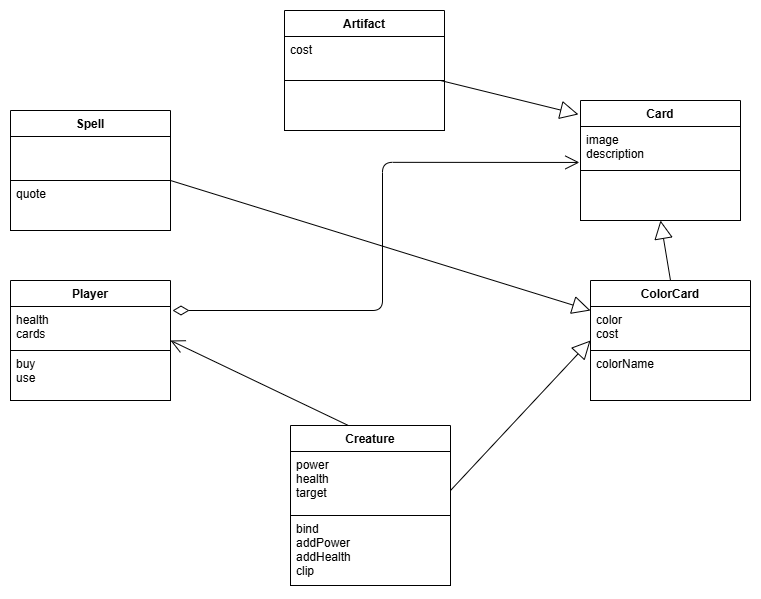 Artifact
cost
Card
image
description
Spell
quote
Player
health
cards
buy
use
ColorCard
color
cost
colorName
Creature
power
health
target
bind
addPower
addHealth
clip